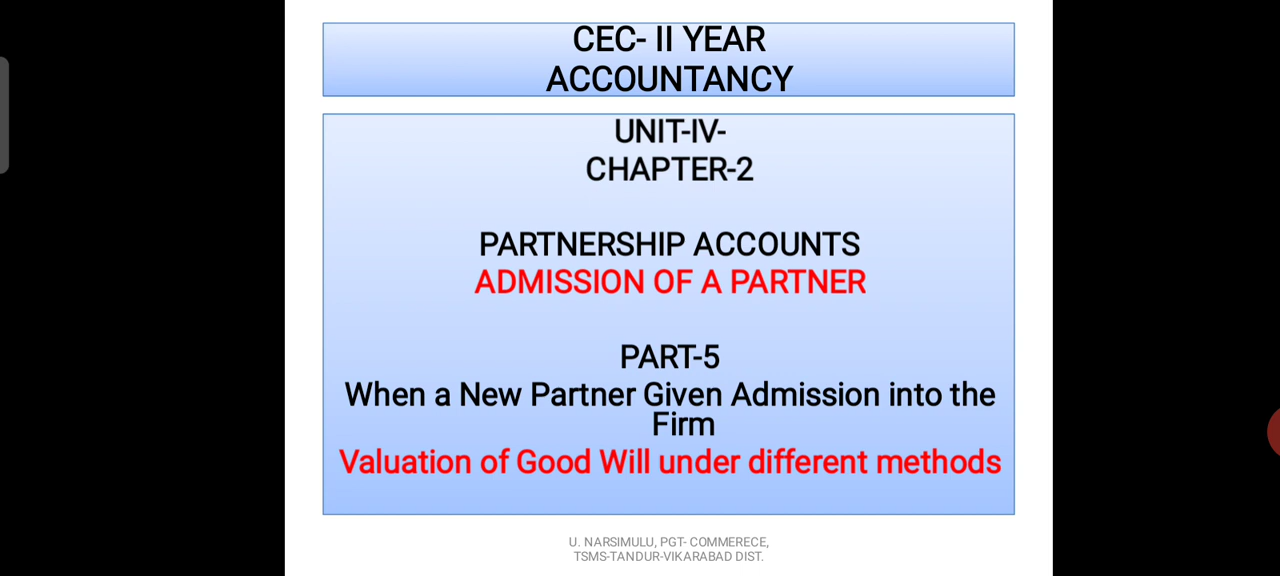 CEC- II YEAR
ACCOUNTANCY
UNIT-IV-
CHAPTER-2
PARTNERSHIP ACCOUNTS
ADMISSION OF A PARTNER
PART-5
When a New Partner Given Admission into the
Firm
Valuation of Good Will under different methods
U. NARSIMULU, PGT- COMMERECE,
TSMS-TANDUR-VIKARABAD DIST.